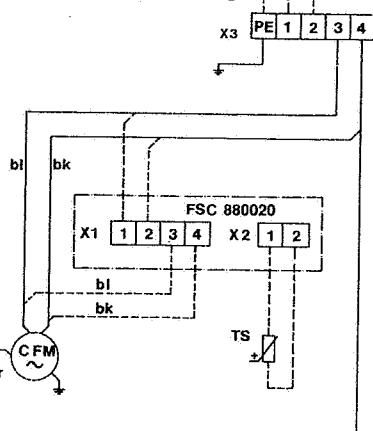 X3 PE 1 2 3 4
bl bk
FSC 880020
X1 1 2 3 4 X2 1 2
bl
bk
TS
±
CFM
~